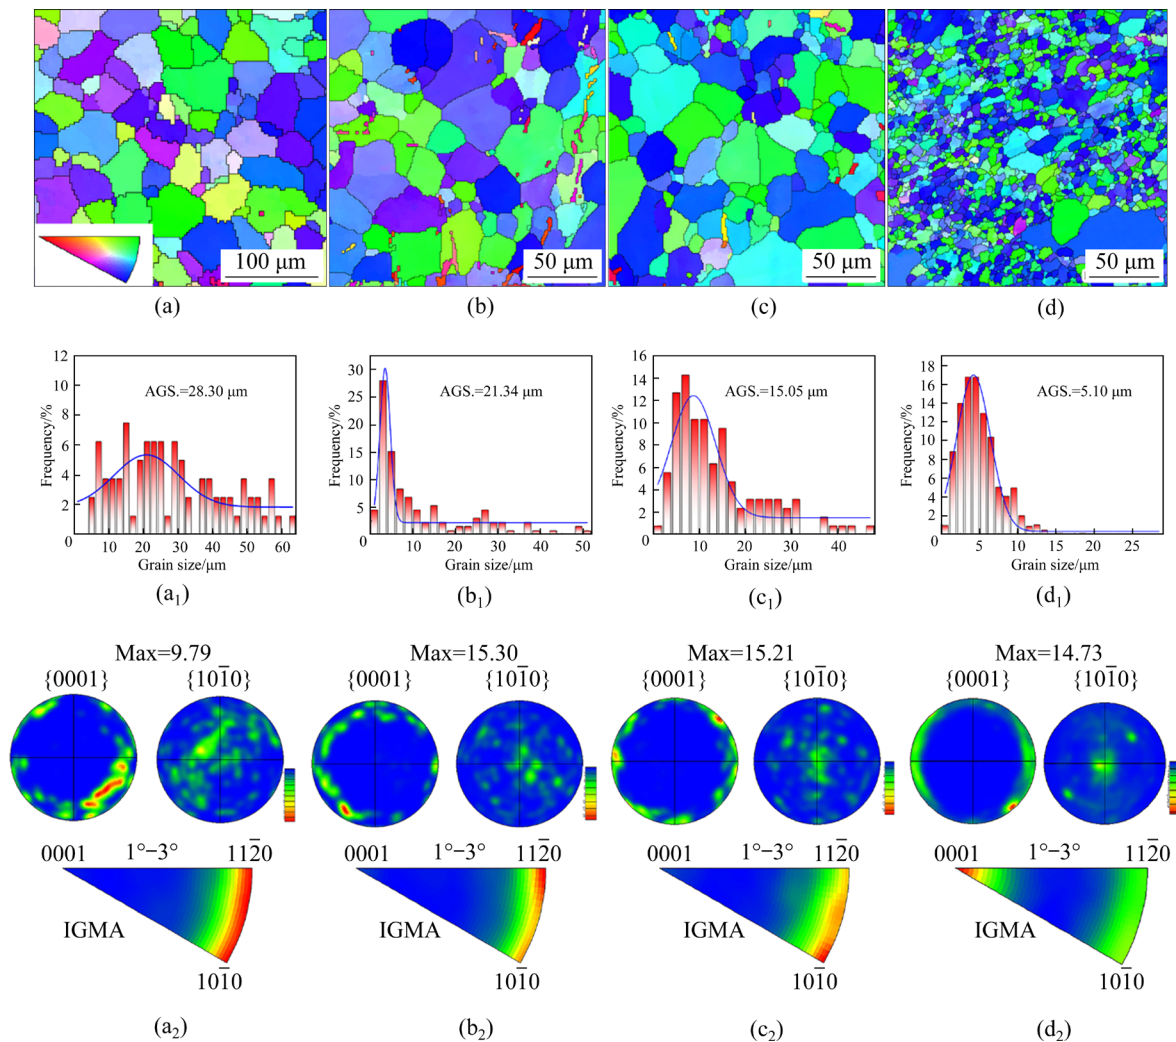 100 μm
50 μm
50 μm
50 μm
(a)
(b)
(c)
(d)
12
10
8
6
4
2
0
10
20
30
40
50
60
Frequency/%
AGS.=28.30 μm
Grain size/μm
(a₁)
30
25
20
15
10
5
0
10
20
30
40
50
Frequency/%
AGS.=21.34 μm
Grain size/μm
(b₁)
16
14
12
10
8
6
4
2
0
10
20
30
40
Frequency/%
AGS.=15.05 μm
Grain size/μm
(c₁)
18
16
14
12
10
8
6
4
2
0
5
10
15
20
25
Frequency/%
AGS.=5.10 μm
Grain size/μm
(d₁)
Max=9.79
{0001} {101̅0}
Max=15.30
{0001} {101̅0}
Max=15.21
{0001} {101̅0}
Max=14.73
{0001} {101̅0}
0001 1°–3° 112̅0
IGMA
101̅0
(a₂)
0001 1°–3° 112̅0
IGMA
101̅0
(b₂)
0001 1°–3° 112̅0
IGMA
101̅0
(c₂)
0001 1°–3° 112̅0
IGMA
101̅0
(d₂)